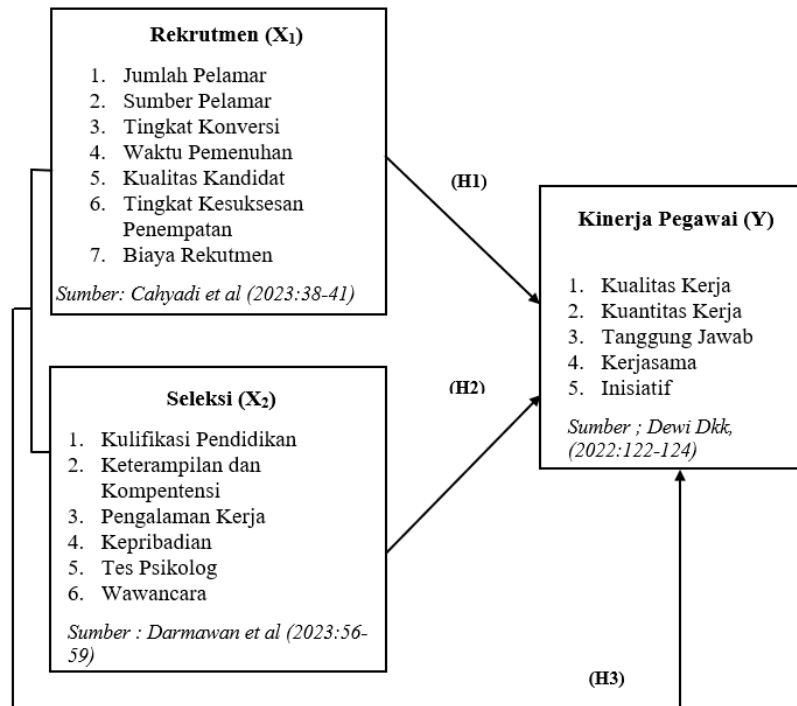 Rekrutmen (X₁)
1. Jumlah Pelamar
2. Sumber Pelamar
3. Tingkat Konversi
4. Waktu Pemenuhan
5. Kualitas Kandidat
6. Tingkat Kesuksesan
Penempatan
7. Biaya Rekutmen
Sumber: Cahyadi et al (2023:38-41)
(H1)
Kinerja Pegawai (Y)
1. Kualitas Kerja
2. Kuantitas Kerja
3. Tanggung Jawab
4. Kerjasama
5. Inisiatif
Sumber ; Dewi Dkk,
(2022:122-124)
(H2)
Seleksi (X₂)
1. Kulifikasi Pendidikan
2. Keterampilan dan
Kompentensi
3. Pengalaman Kerja
4. Kepribadian
5. Tes Psikolog
6. Wawancara
Sumber : Darmawan et al (2023:56-
59)
(H3)